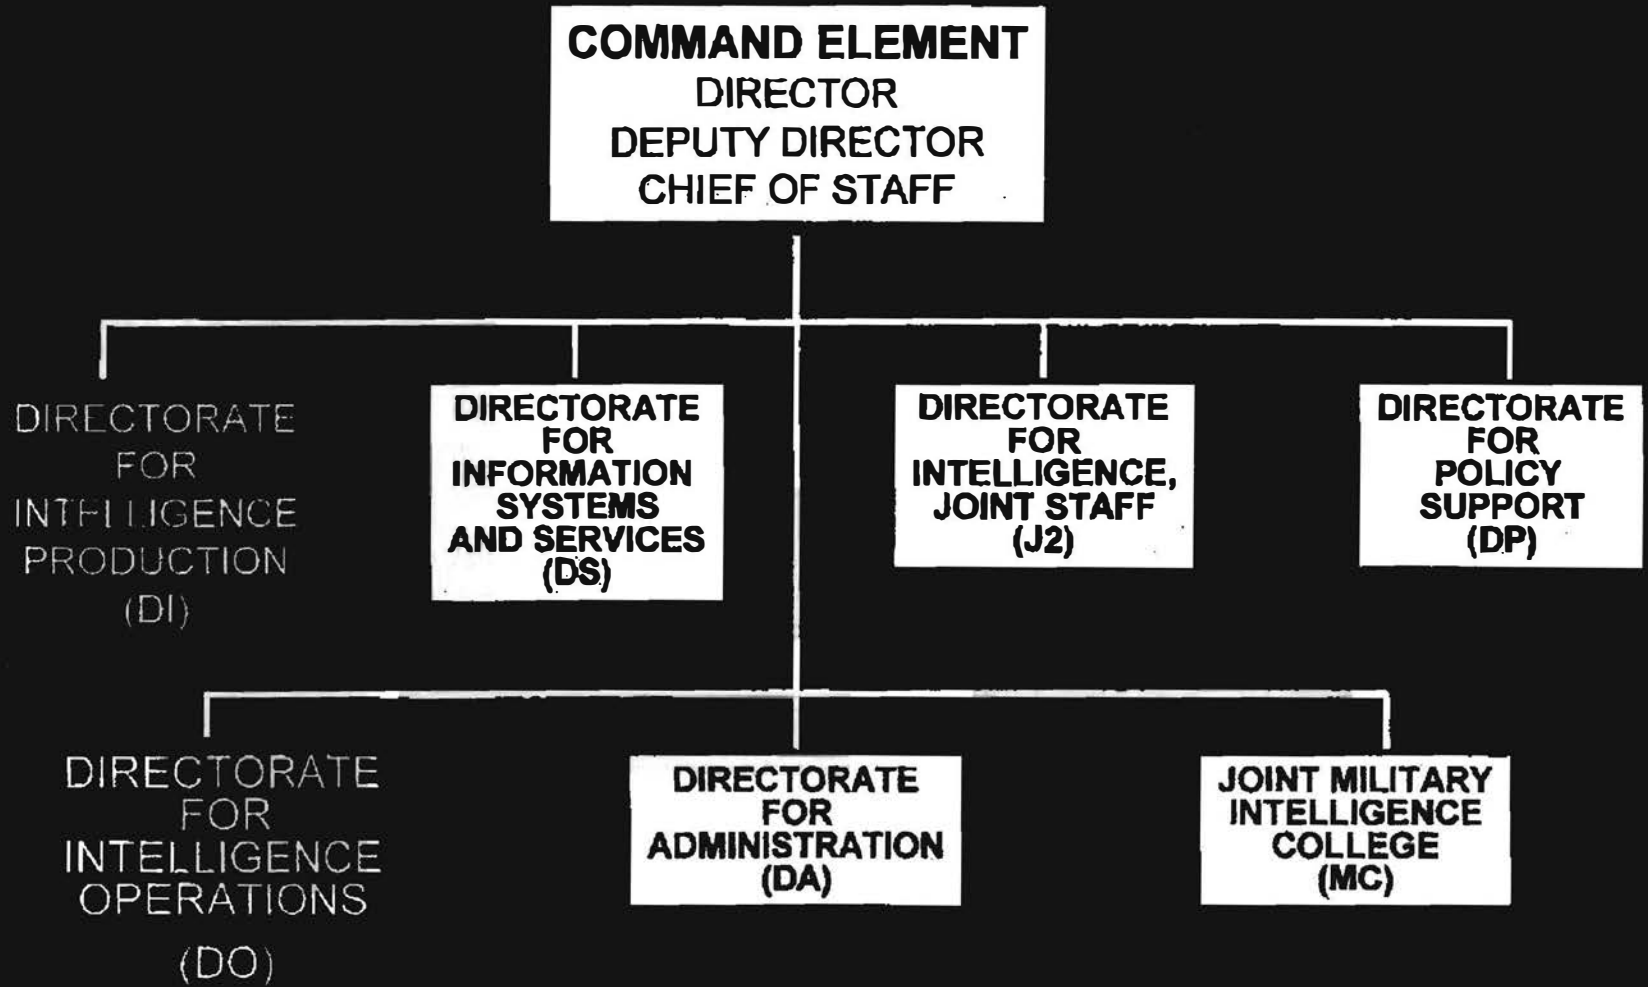 COMMAND ELEMENT
DIRECTOR
DEPUTY DIRECTOR
CHIEF OF STAFF
DIRECTORATE
FOR
INTELLIGENCE
PRODUCTION
(DI)
DIRECTORATE
FOR
INFORMATION
SYSTEMS
AND SERVICES
(DS)
DIRECTORATE
FOR
INTELLIGENCE,
JOINT STAFF
(J2)
DIRECTORATE
FOR
POLICY
SUPPORT
(DP)
DIRECTORATE
FOR
INTELLIGENCE
OPERATIONS
(DO)
DIRECTORATE
FOR
ADMINISTRATION
(DA)
JOINT MILITARY
INTELLIGENCE
COLLEGE
(MC)